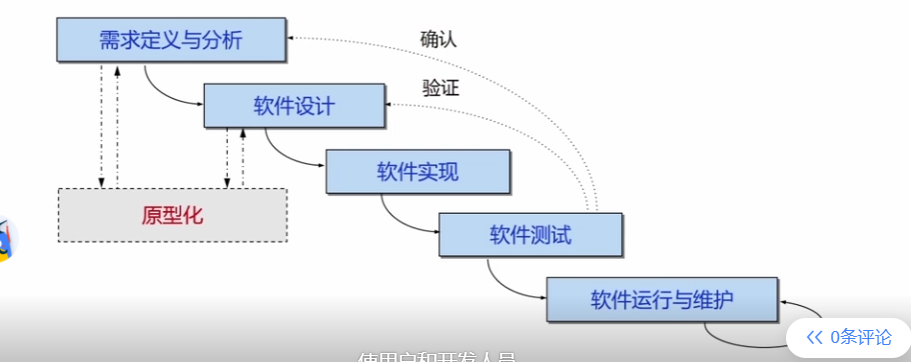 需求定义与分析
确认
软件设计
验证
软件实现
原型化
软件测试
软件运行与维护
0条评论
使用户和开发人员